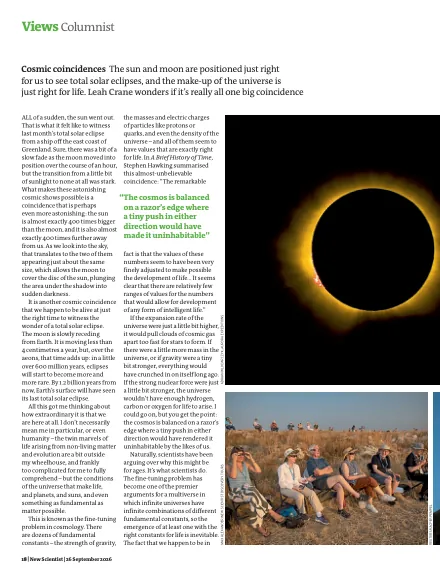 Views Columnist
Cosmic coincidences The sun and moon are positioned just right
for us to see total solar eclipses, and the make-up of the universe is
just right for life. Leah Crane wonders if it's really all one big coincidence
ALL of a sudden, the sun went out.
That is what it felt like to witness
last month's total solar eclipse
from a ship off the east coast of
Greenland. Sure, there was a bit of a
slow fade as the moon moved into
position over the course of an hour,
but the transition from a little bit
of sunlight to none at all was stark.
What makes these astonishing
cosmic shows possible is a
coincidence that is perhaps
even more astonishing: the sun
is almost exactly 400 times bigger
than the moon, and it is also almost
exactly 400 times further away
from us. As we look into the sky,
that translates to the two of them
appearing just about the same
size, which allows the moon to
cover the disc of the sun, plunging
the area under the shadow into
sudden darkness.
It is another cosmic coincidence
that we happen to be alive at just
the right time to witness the
wonder of a total solar eclipse.
The moon is slowly receding
from Earth. It is moving less than
4 centimetres a year, but, over the
aeons, that time adds up: in a little
over 600 million years, eclipses
will start to become more and
more rare. By 1.2 billion years from
now, Earth's surface will have seen
its last total solar eclipse.
All this got me thinking about
how extraordinary it is that we
are here at all. I don't necessarily
mean me in particular, or even
humanity – the twin marvels of
life arising from non-living matter
and evolution are a bit outside
my wheelhouse, and frankly
too complicated for me to fully
comprehend – but the conditions
of the universe that make life,
and planets, and suns, and even
something as fundamental as
matter possible.
This is known as the fine-tuning
problem in cosmology. There
are dozens of fundamental
constants – the strength of gravity,
the masses and electric charges
of particles like protons or
quarks, and even the density of the
universe – and all of them seem to
have values that are exactly right
for life. In A Brief History of Time,
Stephen Hawking summarised
this almost-unbelievable
coincidence: "The remarkable
"The cosmos is balanced
on a razor's edge where
a tiny push in either
direction would have
made it uninhabitable"
fact is that the values of these
numbers seem to have been very
finely adjusted to make possible
the development of life… It seems
clear that there are relatively few
ranges of values for the numbers
that would allow for development
of any form of intelligent life."
If the expansion rate of the
universe were just a little bit higher,
it would pull clouds of cosmic gas
apart too fast for stars to form. If
there were a little more mass in the
universe, or if gravity were a tiny
bit stronger, everything would
have crunched in on itself long ago.
If the strong nuclear force were just
a little bit stronger, the universe
wouldn't have enough hydrogen,
carbon or oxygen for life to arise. I
could go on, but you get the point:
the cosmos is balanced on a razor's
edge where a tiny push in either
direction would have rendered it
uninhabitable by the likes of us.
Naturally, scientists have been
arguing over why this might be
for ages. It's what scientists do.
The fine-tuning problem has
become one of the premier
arguments for a multiverse in
which infinite universes have
infinite combinations of different
fundamental constants, so the
emergence of at least one with the
right constants for life is inevitable.
The fact that we happen to be in
18 | New Scientist | 26 September 2026